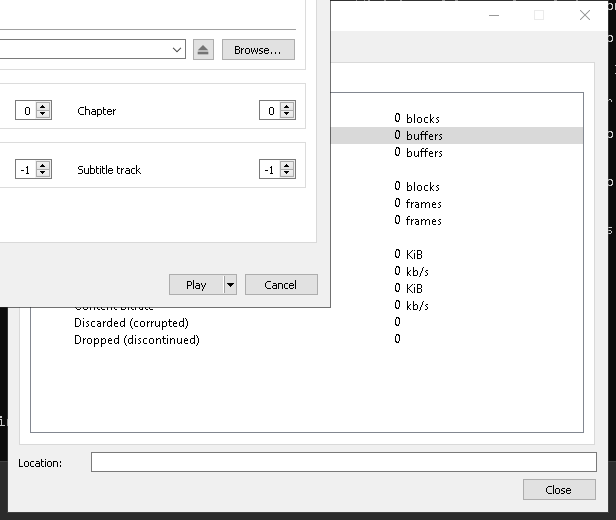 Browse...
0 Chapter 0
0 blocks
0 buffers
0 buffers
-1 Subtitle track -1
0 blocks
0 frames
0 frames
0 KiB
0 kb/s
Play Cancel
0 KiB
Content bitrate 0 kb/s
Discarded (corrupted) 0
Dropped (discontinued) 0
Location:
Close